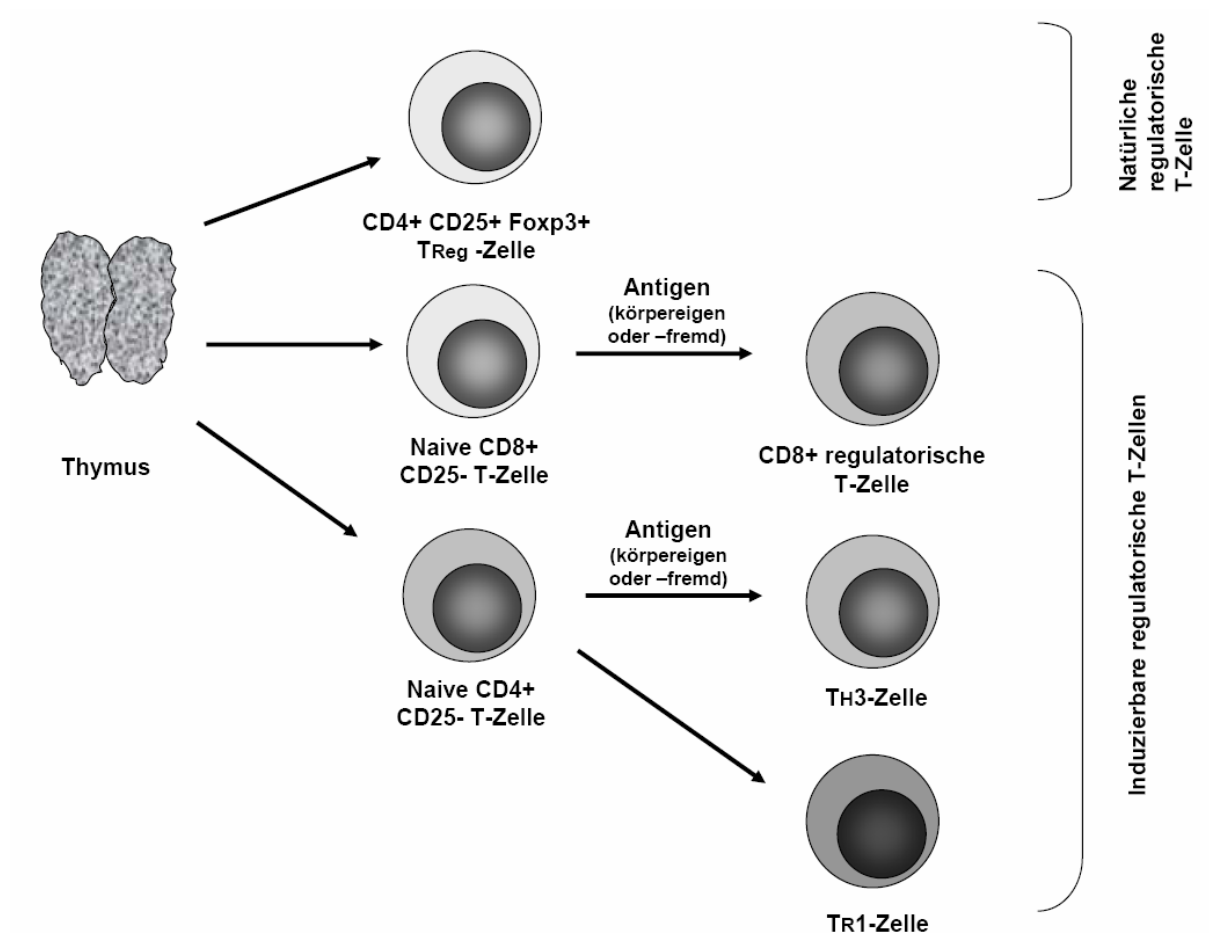 CD4+ CD25+ Foxp3+
TReg -Zelle
Natürliche
regulatorische
T-Zelle
Thymus
Naive CD8+
CD25- T-Zelle
Antigen
(körpereigen
oder –fremd)
CD8+ regulatorische
T-Zelle
Naive CD4+
CD25- T-Zelle
Antigen
(körpereigen
oder –fremd)
TH3-Zelle
TR1-Zelle
Induzierbare regulatorische T-Zellen